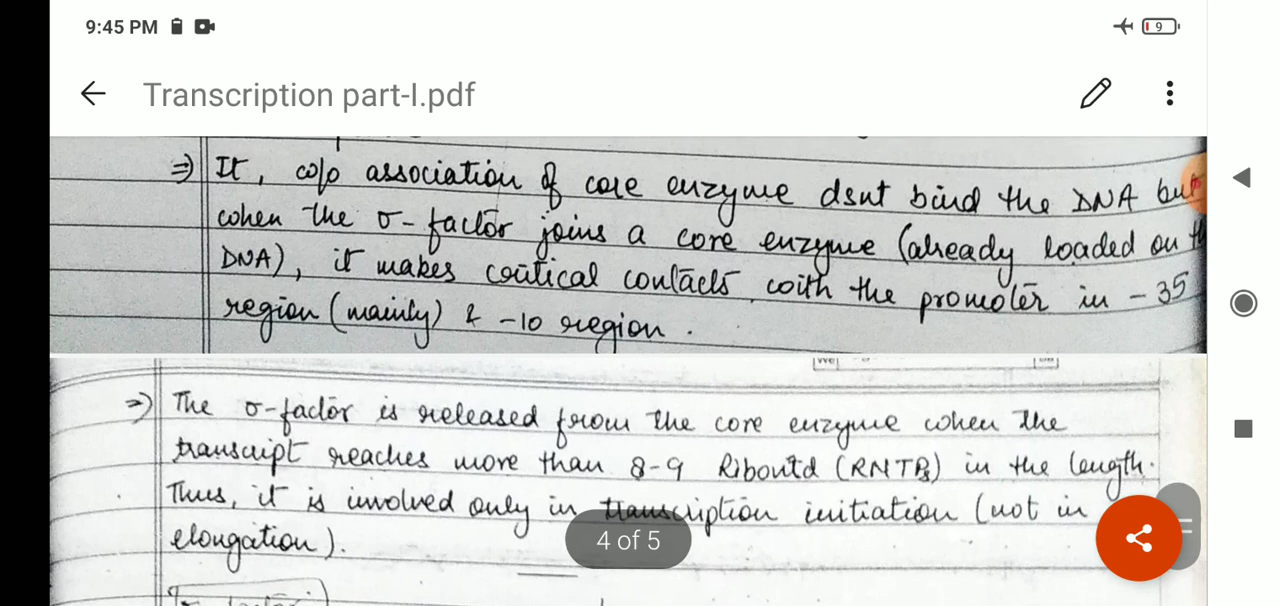 9:45 PM
9
Transcription part-I.pdf
⇒ It, c/o association of core enzyme dsnt bind the DNA but
when the σ-factor joins a core enzyme (already loaded on th
DNA), it makes critical contacts with the promoter in -35
region (mainly) & -10 region.
⇒ The σ-factor is released from the core enzyme when the
transcript reaches more than 8-9 Ribontd (RNTPs) in the length.
Thus, it is involved only in transcription initiation (not in
elongation).
4 of 5